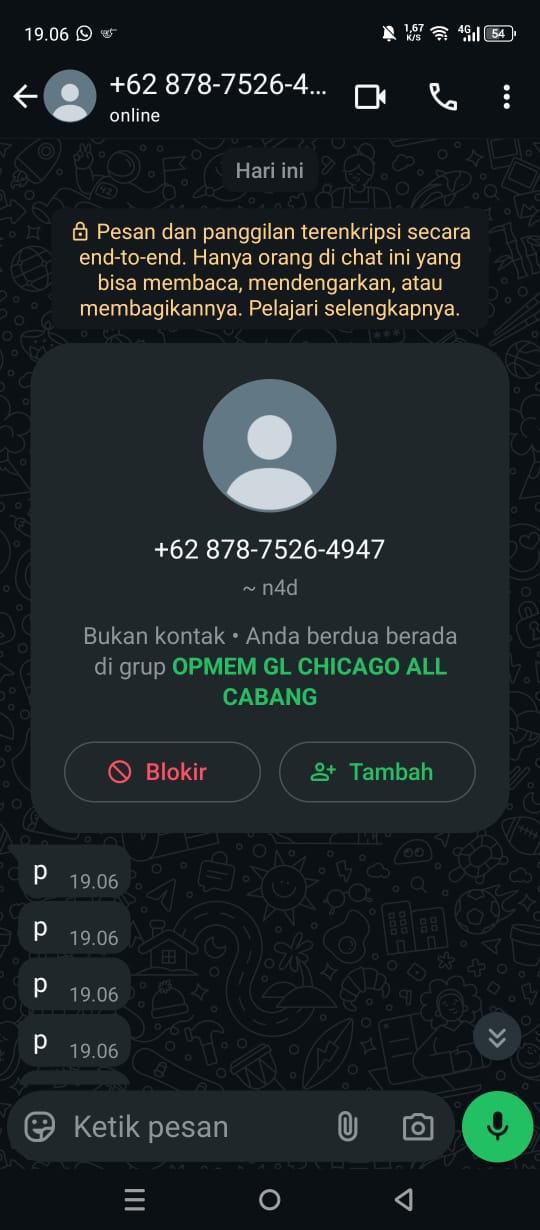 19.06
1,67
K/S
4G
54
+62 878-7526-4...
online
Hari ini
Pesan dan panggilan terenkripsi secara
end-to-end. Hanya orang di chat ini yang
bisa membaca, mendengarkan, atau
membagikannya. Pelajari selengkapnya.
+62 878-7526-4947
~ n4d
Bukan kontak • Anda berdua berada
di grup OPMEM GL CHICAGO ALL
CABANG
Blokir
Tambah
p 19.06
p 19.06
p 19.06
p 19.06
Ketik pesan